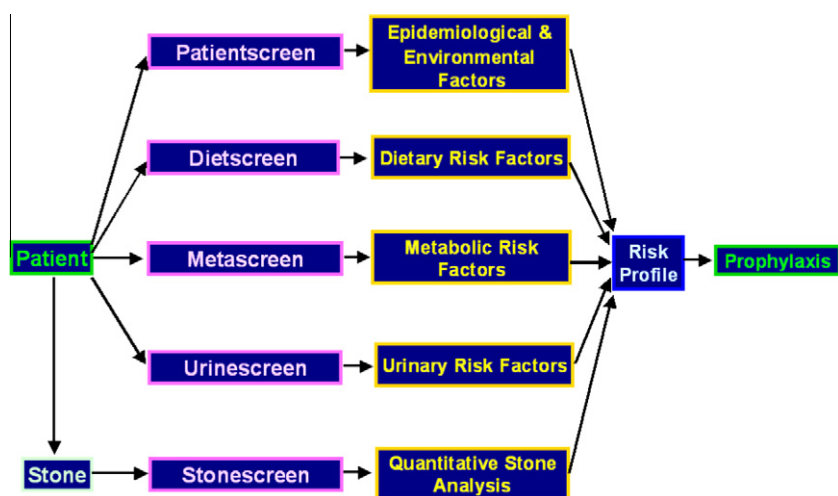 Patientscreen
Epidemiological &
Environmental
Factors
Dietscreen
Dietary Risk Factors
Patient
Metascreen
Metabolic Risk
Factors
Risk
Profile
Prophylaxis
Urinescreen
Urinary Risk Factors
Stone
Stonescreen
Quantitative Stone
Analysis